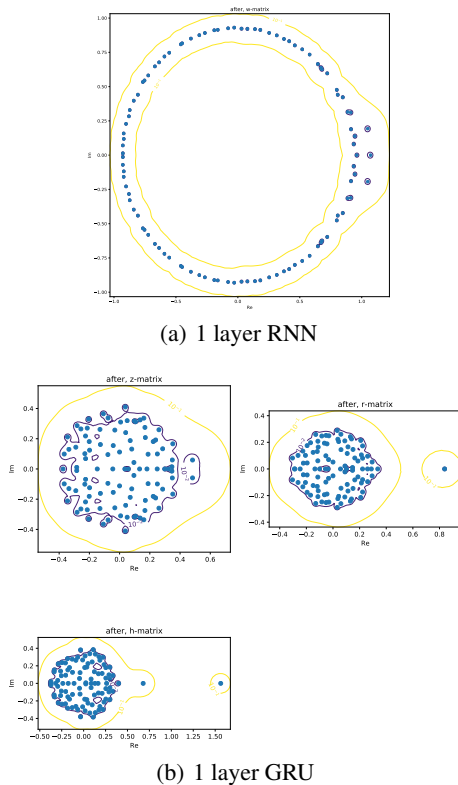 after, w-matrix
1.00
0.75
0.50
0.25
0.00
−0.25
−0.50
−0.75
−1.00
Im
−1.0 −0.5 0.0 0.5 1.0
Re
(a) 1 layer RNN
after, z-matrix
0.4
0.2
0.0
−0.2
−0.4
Im
−0.4 −0.2 0.0 0.2 0.4 0.6
Re
after, r-matrix
0.4
0.2
0.0
−0.2
−0.4
Im
−0.4 −0.2 0.0 0.2 0.4 0.6 0.8
Re
after, h-matrix
0.4
0.2
0.0
−0.2
−0.4
Im
−0.50 −0.25 0.00 0.25 0.50 0.75 1.00 1.25 1.50
Re
(b) 1 layer GRU